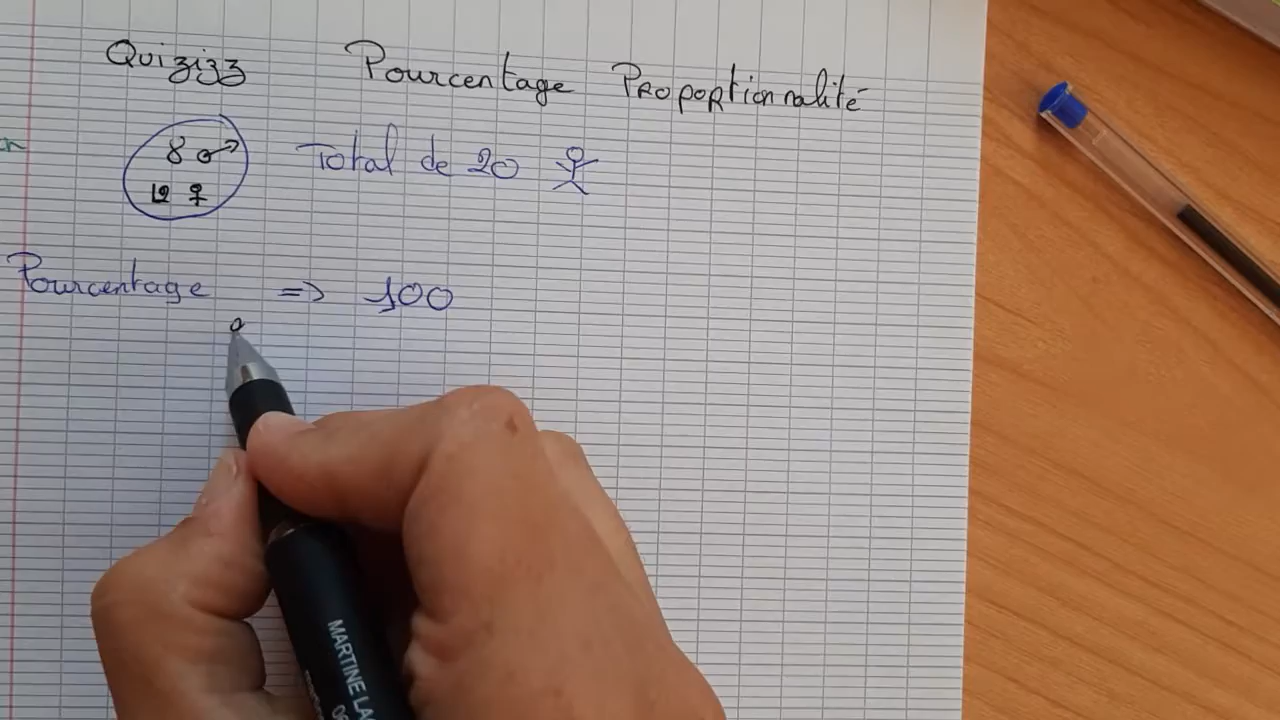 Quizizz Pourcentage Proportionnalité
8 ♂ Total de 20
12 ♀
Pourcentage => 100
MARTINE LA